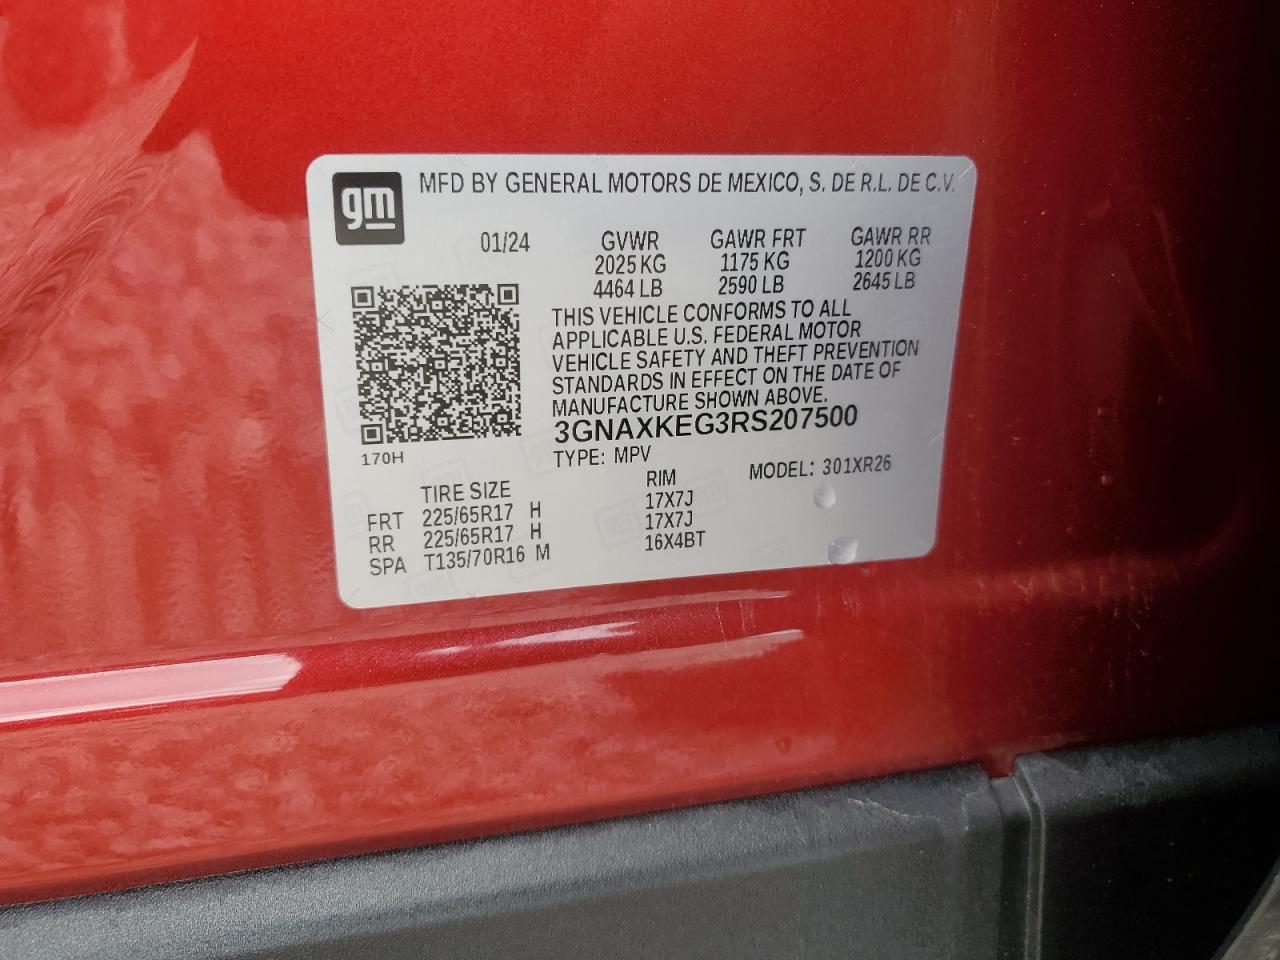 gm
MFD BY GENERAL MOTORS DE MEXICO, S. DE R.L. DE C.V.
01/24 GVWR GAWR FRT GAWR RR
2025 KG 1175 KG 1200 KG
4464 LB 2590 LB 2645 LB
THIS VEHICLE CONFORMS TO ALL
APPLICABLE U.S. FEDERAL MOTOR
VEHICLE SAFETY AND THEFT PREVENTION
STANDARDS IN EFFECT ON THE DATE OF
MANUFACTURE SHOWN ABOVE.
3GNAXKEG3RS207500
170H
TYPE: MPV MODEL: 301XR26
TIRE SIZE RIM
FRT 225/65R17 H 17X7J
RR 225/65R17 H 17X7J
SPA T135/70R16 M 16X4BT